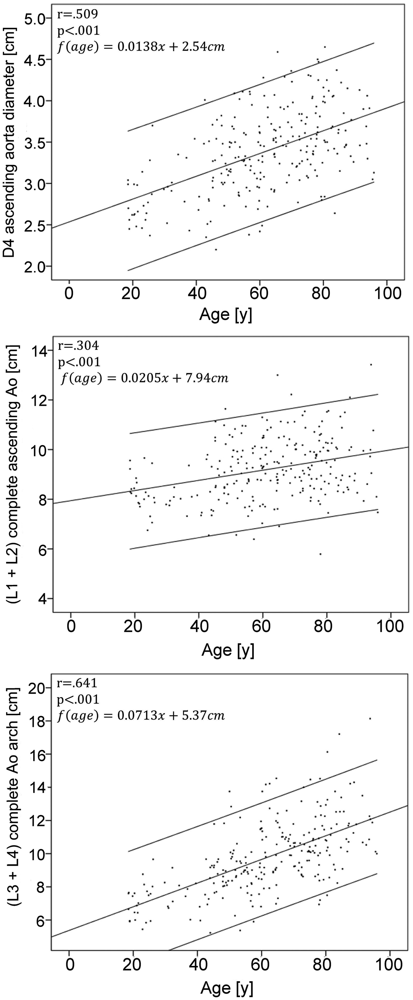 r=.509
p<.001
f(age) = 0.0138x + 2.54cm
D4 ascending aorta diameter [cm]
5.0
4.5
4.0
3.5
3.0
2.5
2.0
0 20 40 60 80 100
Age [y]
r=.304
p<.001
f(age) = 0.0205x + 7.94cm
(L1 + L2) complete ascending Ao [cm]
14
12
10
8
6
4
0 20 40 60 80 100
Age [y]
r=.641
p<.001
f(age) = 0.0713x + 5.37cm
(L3 + L4) complete Ao arch [cm]
20
18
16
14
12
10
8
6
0 20 40 60 80 100
Age [y]